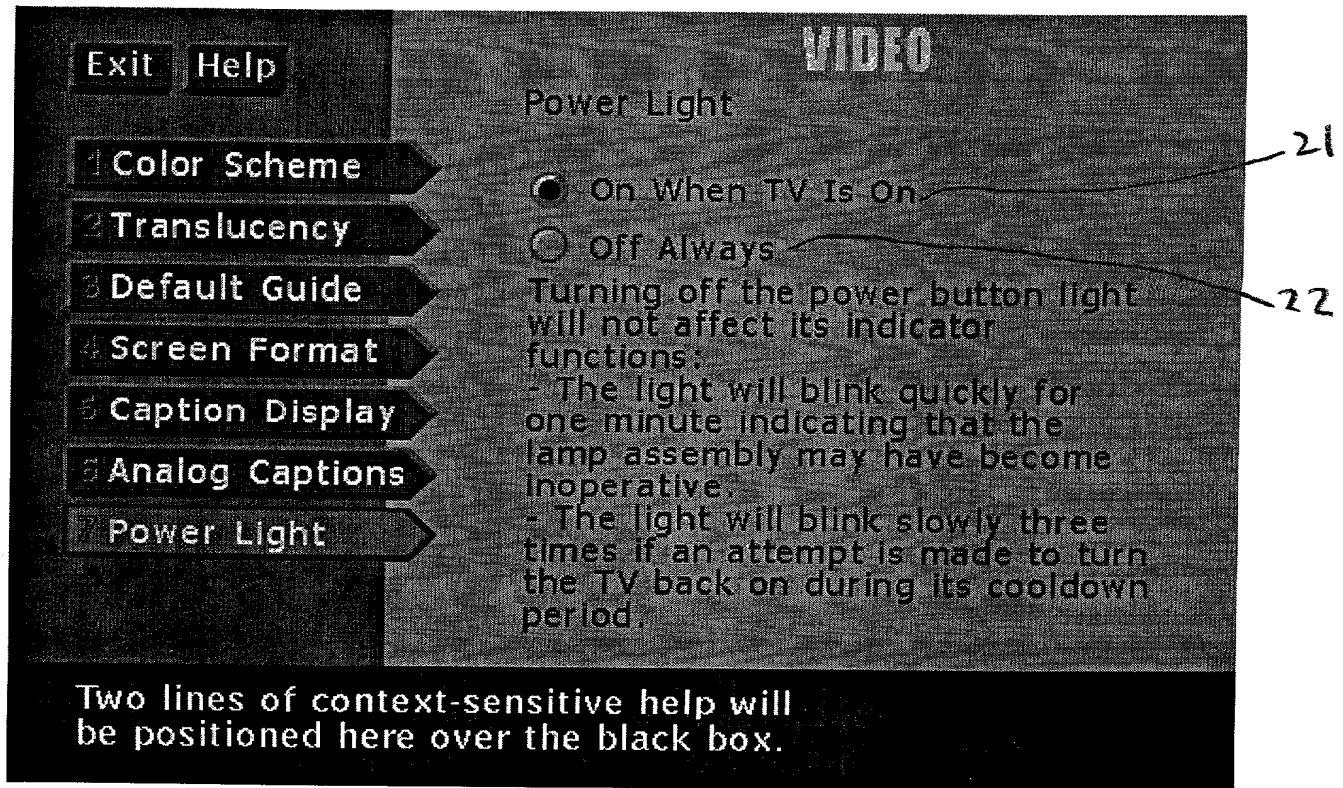 Exit Help
VIDEO
Power Light
1 Color Scheme
2 Translucency
3 Default Guide
4 Screen Format
5 Caption Display
6 Analog Captions
7 Power Light
On When TV Is On
Off Always
Turning off the power button light
will not affect its indicator
functions:
- The light will blink quickly for
one minute indicating that the
lamp assembly may have become
inoperative.
- The light will blink slowly three
times if an attempt is made to turn
the TV back on during its cooldown
period.
21
22
Two lines of context-sensitive help will
be positioned here over the black box.